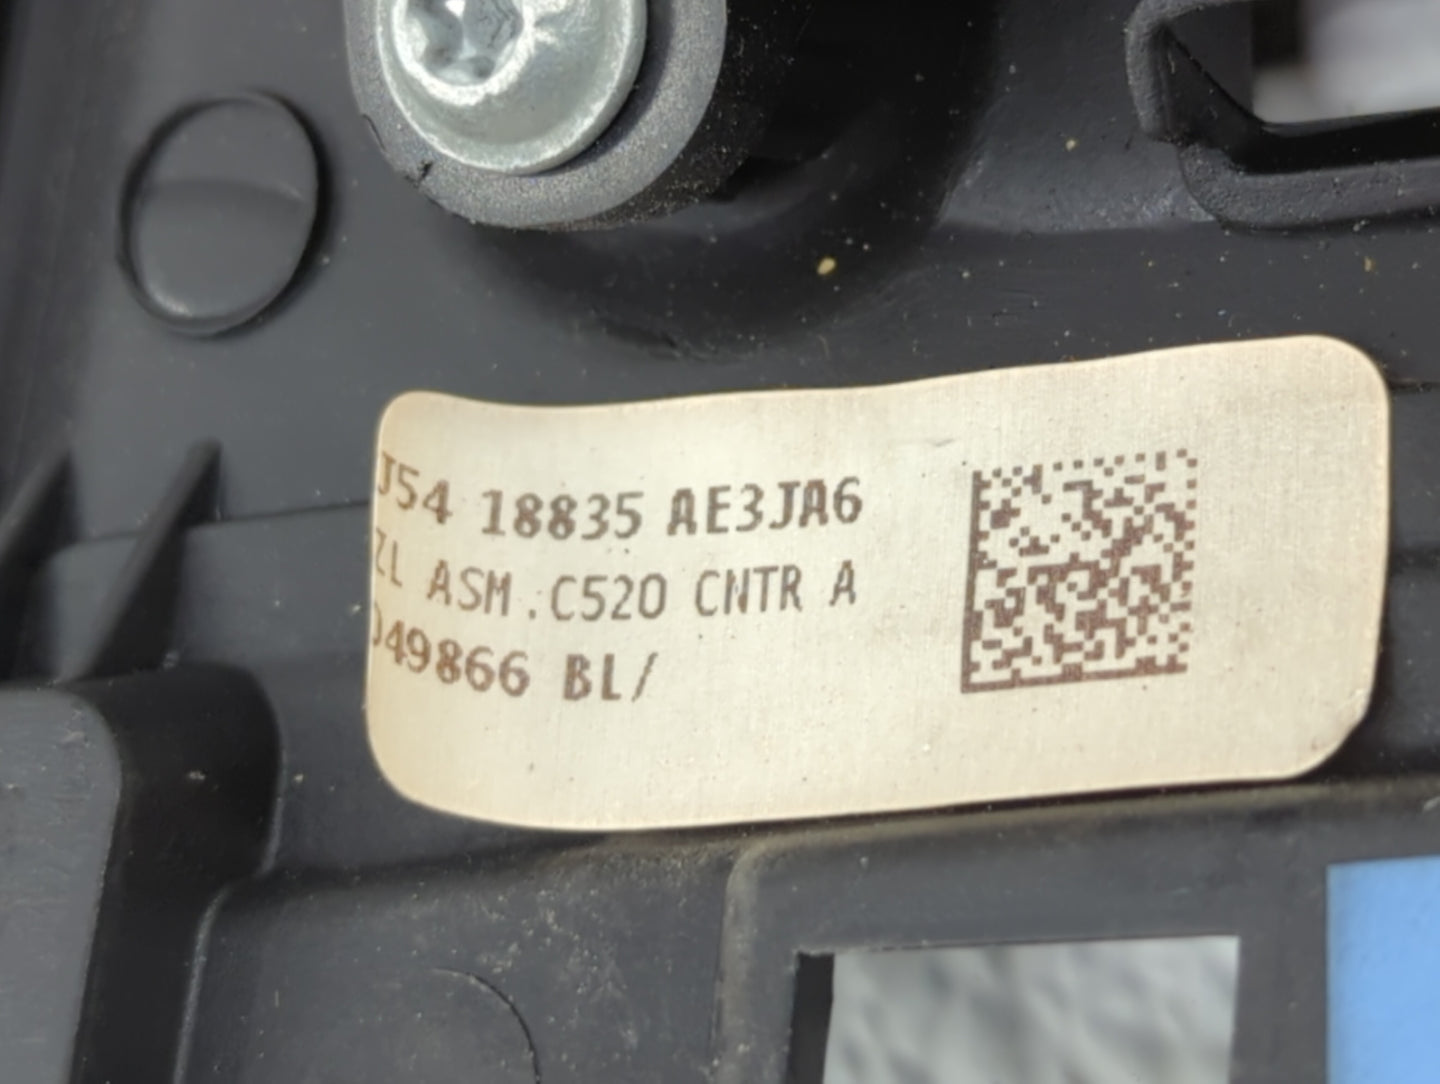 J54 18835 AE3JA6
ZL ASM.C520 CNTR A
049866 BL/